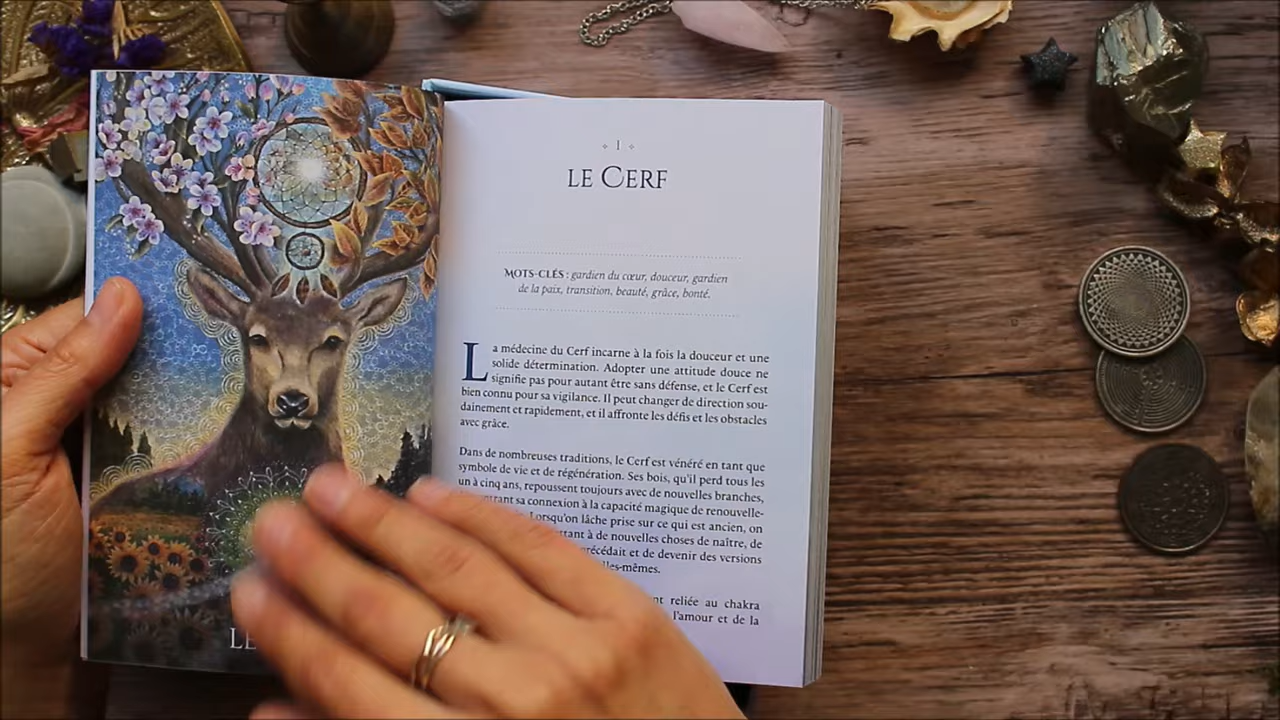 LE
I
LE CERF
MOTS-CLÉS : gardien du cœur, douceur, gardien
de la paix, transition, beauté, grâce, bonté.
La médecine du Cerf incarne à la fois la douceur et une
solide détermination. Adopter une attitude douce ne
signifie pas pour autant être sans défense, et le Cerf est
bien connu pour sa vigilance. Il peut changer de direction sou-
dainement et rapidement, et il affronte les défis et les obstacles
avec grâce.
Dans de nombreuses traditions, le Cerf est vénéré en tant que
symbole de vie et de régénération. Ses bois, qu'il perd tous les
un à cinq ans, repoussent toujours avec de nouvelles branches,
sa connexion à la capacité magique de renouvelle-
Lorsqu'on lâche prise sur ce qui est ancien, on
à de nouvelles choses de naître, de
précédait et de devenir des versions
les-mêmes.
reliée au chakra
l'amour et de la